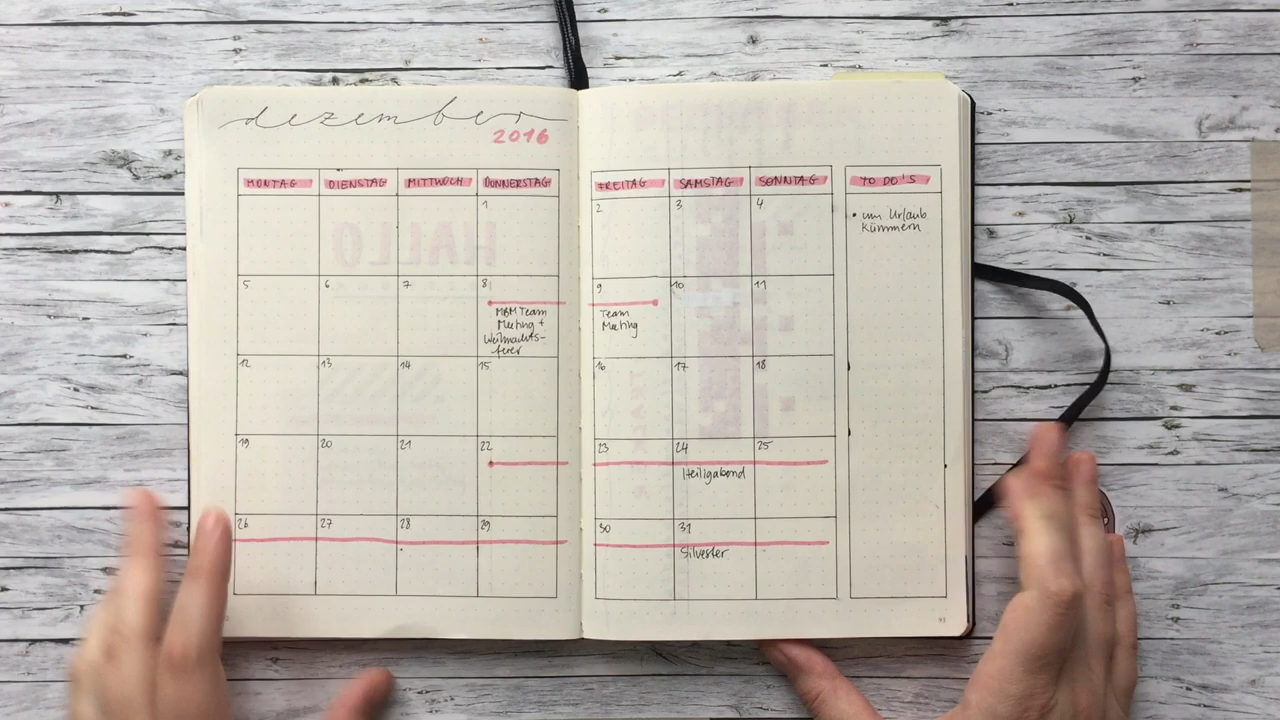 dezember
2016
MONTAG DIENSTAG MITTWOCH DONNERSTAG FREITAG SAMSTAG SONNTAG TO DO'S
1 2 3 4
• um Urlaub
kümmern
5 6 7 8 9 10 11
MBM Team
Meeting +
Weihnachts-
feier
Team
Meeting
12 13 14 15 16 17 18
19 20 21 22 23 24 25
Heiligabend
26 27 28 29 30 31
Silvester
93
HALLO